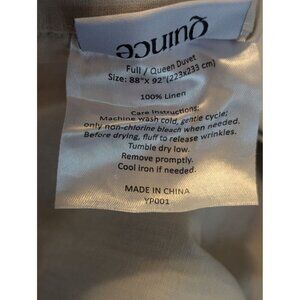 Quince
Full / Queen Duvet
Size: 88"X 92"(223x233 cm)
100% Linen
Care instructions:
Machine wash cold, gentle cycle;
only non-chlorine bleach when needed.
Before drying, fluff to release wrinkles.
Tumble dry low.
Remove promptly.
Cool iron if needed.
MADE IN CHINA
YP001